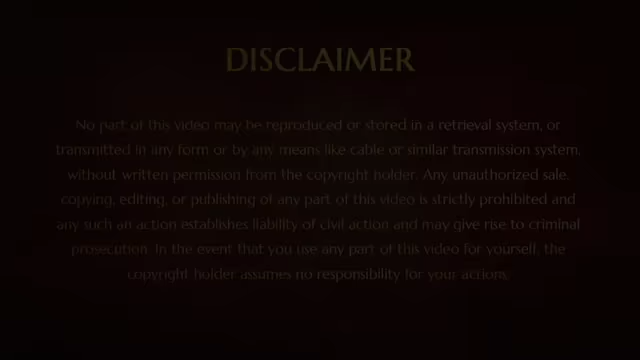 DISCLAIMER
No part of this video may be reproduced or stored in a retrieval system, or
transmitted in any form or by any means like cable or similar transmission system,
without written permission from the copyright holder. Any unauthorized sale,
copying, editing, or publishing of any part of this video is strictly prohibited and
any such an action establishes liability of civil action and may give rise to criminal
prosecution. In the event that you use any part of this video for yourself, the
copyright holder assumes no responsibility for your actions.